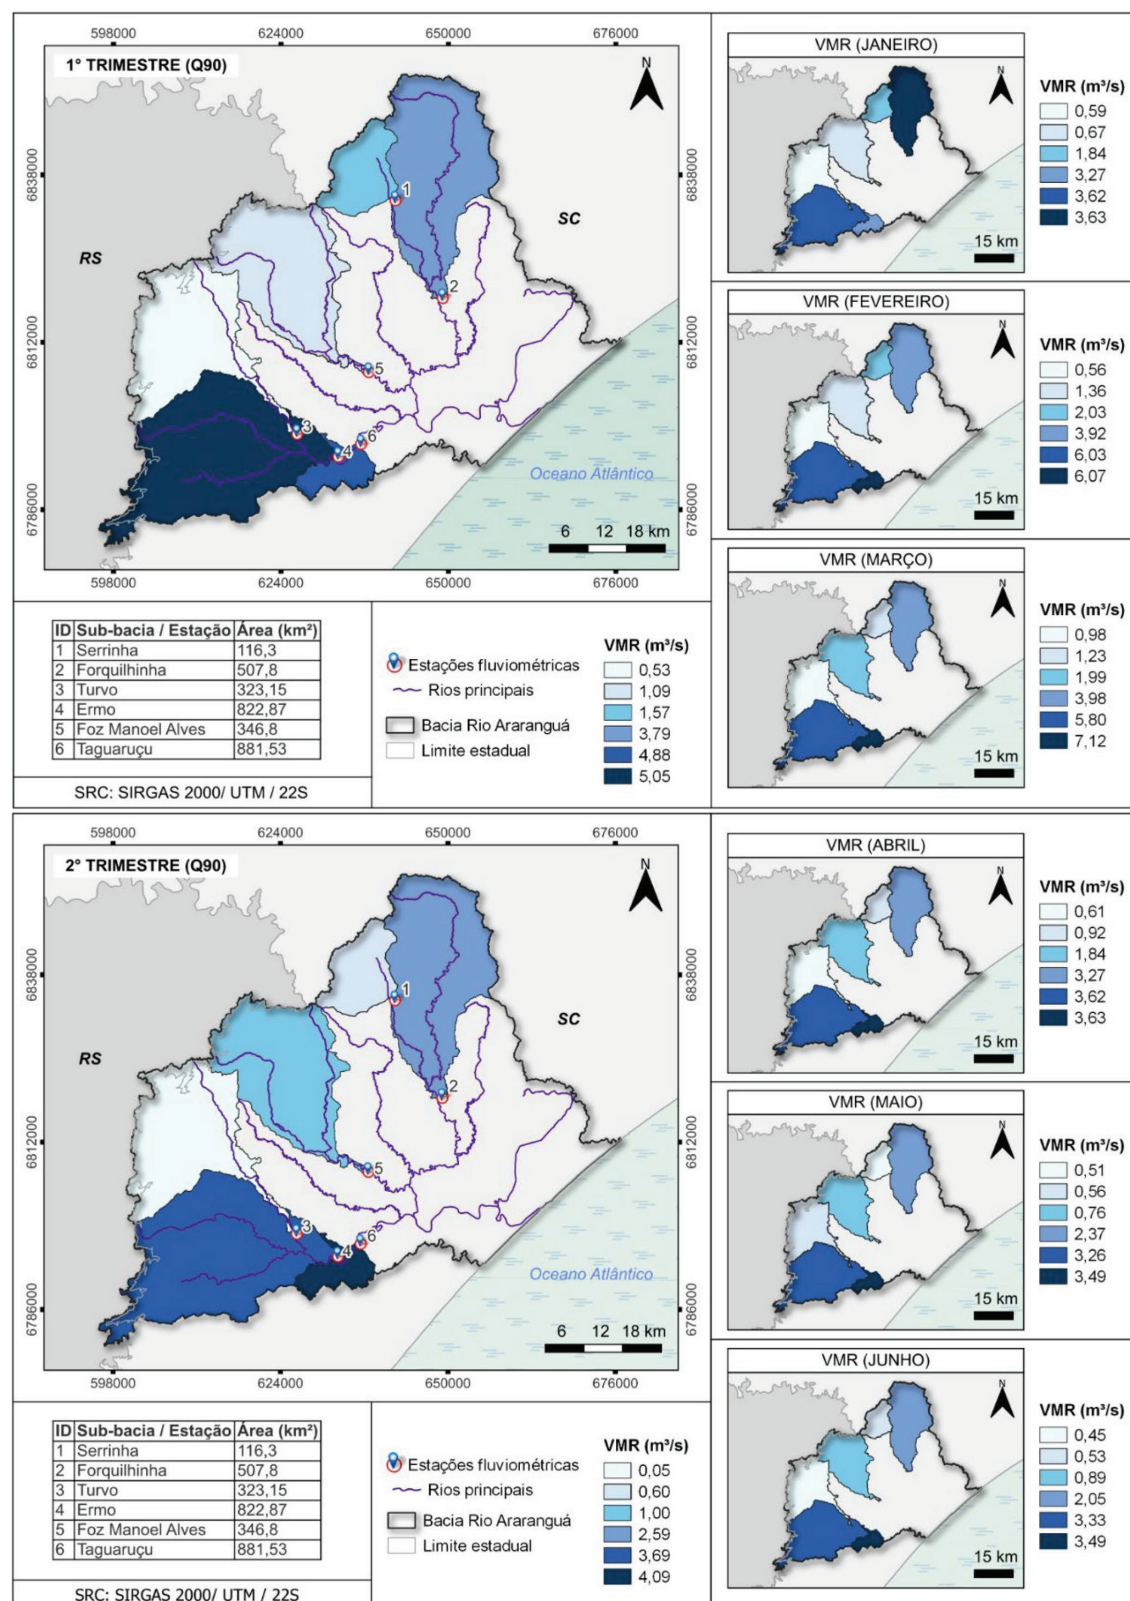 598000 624000 650000 676000
1° TRIMESTRE (Q90)
N
6838000
6812000
6786000
RS
SC
1
2
3
4
5
6
Oceano Atlântico
6 12 18 km
6838000
6812000
6786000
598000 624000 650000 676000
ID Sub-bacia / Estação Área (km²)
1 Serrinha 116,3
2 Forquilhinha 507,8
3 Turvo 323,15
4 Ermo 822,87
5 Foz Manoel Alves 346,8
6 Taguaruçu 881,53
SRC: SIRGAS 2000/ UTM / 22S
Estações fluviométricas
Rios principais
Bacia Rio Araranguá
Limite estadual
VMR (m³/s)
0,53
1,09
1,57
3,79
4,88
5,05
VMR (JANEIRO)
N
15 km
VMR (m³/s)
0,59
0,67
1,84
3,27
3,62
3,63
VMR (FEVEREIRO)
N
15 km
VMR (m³/s)
0,56
1,36
2,03
3,92
6,03
6,07
VMR (MARÇO)
N
15 km
VMR (m³/s)
0,98
1,23
1,99
3,98
5,80
7,12
598000 624000 650000 676000
2° TRIMESTRE (Q90)
N
6838000
6812000
6786000
RS
SC
1
2
3
4
5
6
Oceano Atlântico
6 12 18 km
6838000
6812000
6786000
598000 624000 650000 676000
ID Sub-bacia / Estação Área (km²)
1 Serrinha 116,3
2 Forquilhinha 507,8
3 Turvo 323,15
4 Ermo 822,87
5 Foz Manoel Alves 346,8
6 Taguaruçu 881,53
SRC: SIRGAS 2000/ UTM / 22S
Estações fluviométricas
Rios principais
Bacia Rio Araranguá
Limite estadual
VMR (m³/s)
0,05
0,60
1,00
2,59
3,69
4,09
VMR (ABRIL)
N
15 km
VMR (m³/s)
0,61
0,92
1,84
3,27
3,62
3,63
VMR (MAIO)
N
15 km
VMR (m³/s)
0,51
0,56
0,76
2,37
3,26
3,49
VMR (JUNHO)
N
15 km
VMR (m³/s)
0,45
0,53
0,89
2,05
3,33
3,49